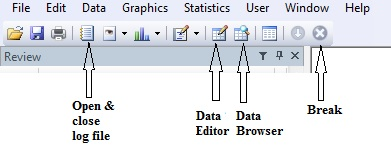 File Edit Data Graphics Statistics User Window Help
Review
Open &
close
log file
Data
Editor
Data
Browser
Break